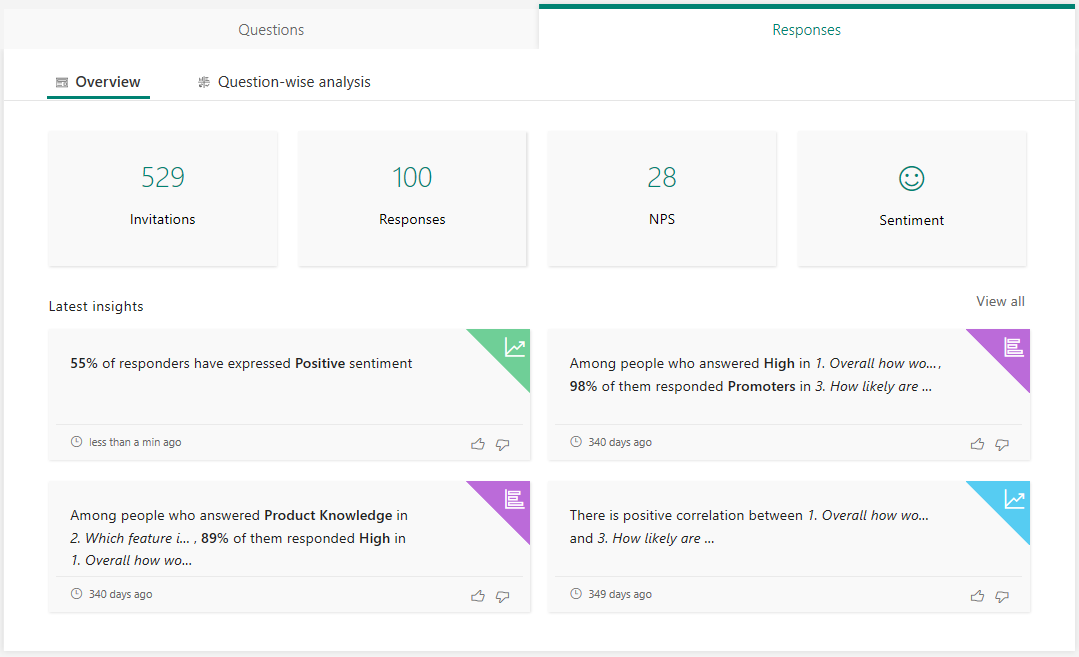 Questions
Responses
Overview
Question-wise analysis
529
Invitations
100
Responses
28
NPS
Sentiment
Latest insights
View all
55% of responders have expressed Positive sentiment
less than a min ago
Among people who answered High in 1. Overall how wo... ,
98% of them responded Promoters in 3. How likely are ...
340 days ago
Among people who answered Product Knowledge in
2. Which feature i... , 89% of them responded High in
1. Overall how wo...
340 days ago
There is positive correlation between 1. Overall how wo...
and 3. How likely are ...
349 days ago